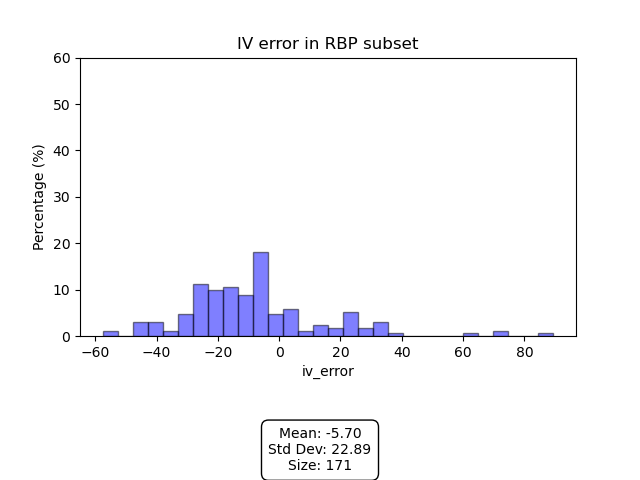 IV error in RBP subset
60
50
40
30
20
10
0
Percentage (%)
−60
−40
−20
0
20
40
60
80
iv_error
Mean: -5.70
Std Dev: 22.89
Size: 171